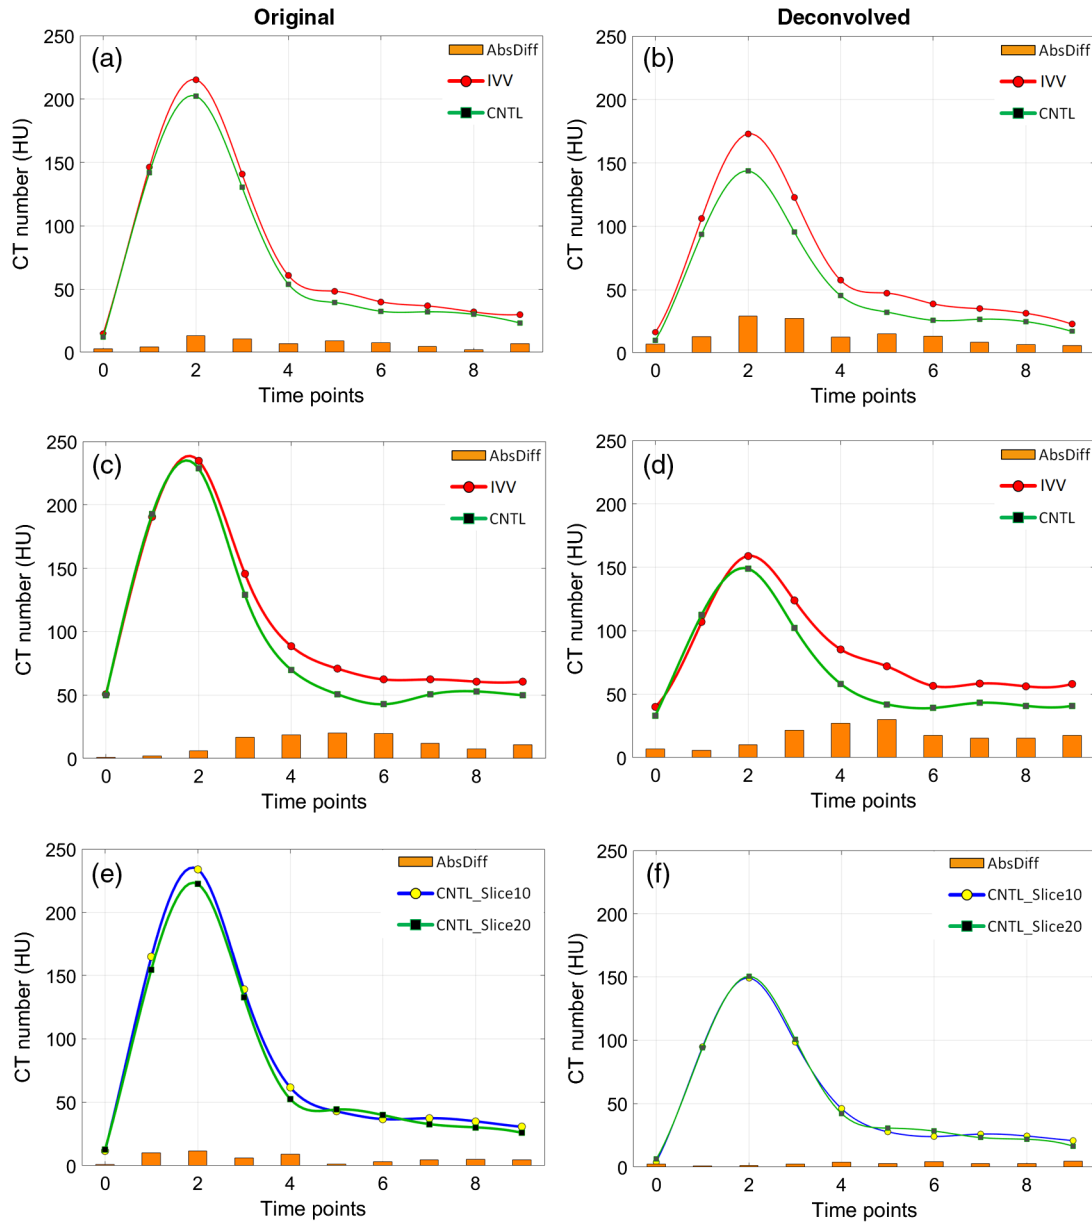 Original
Deconvolved
(a)
AbsDiff
IVV
CNTL
CT number (HU)
250
200
150
100
50
0
0 2 4 6 8
Time points
(b)
AbsDiff
IVV
CNTL
CT number (HU)
250
200
150
100
50
0
0 2 4 6 8
Time points
(c)
AbsDiff
IVV
CNTL
CT number (HU)
250
200
150
100
50
0
0 2 4 6 8
Time points
(d)
AbsDiff
IVV
CNTL
CT number (HU)
250
200
150
100
50
0
0 2 4 6 8
Time points
(e)
AbsDiff
CNTL_Slice10
CNTL_Slice20
CT number (HU)
250
200
150
100
50
0
0 2 4 6 8
Time points
(f)
AbsDiff
CNTL_Slice10
CNTL_Slice20
CT number (HU)
250
200
150
100
50
0
0 2 4 6 8
Time points